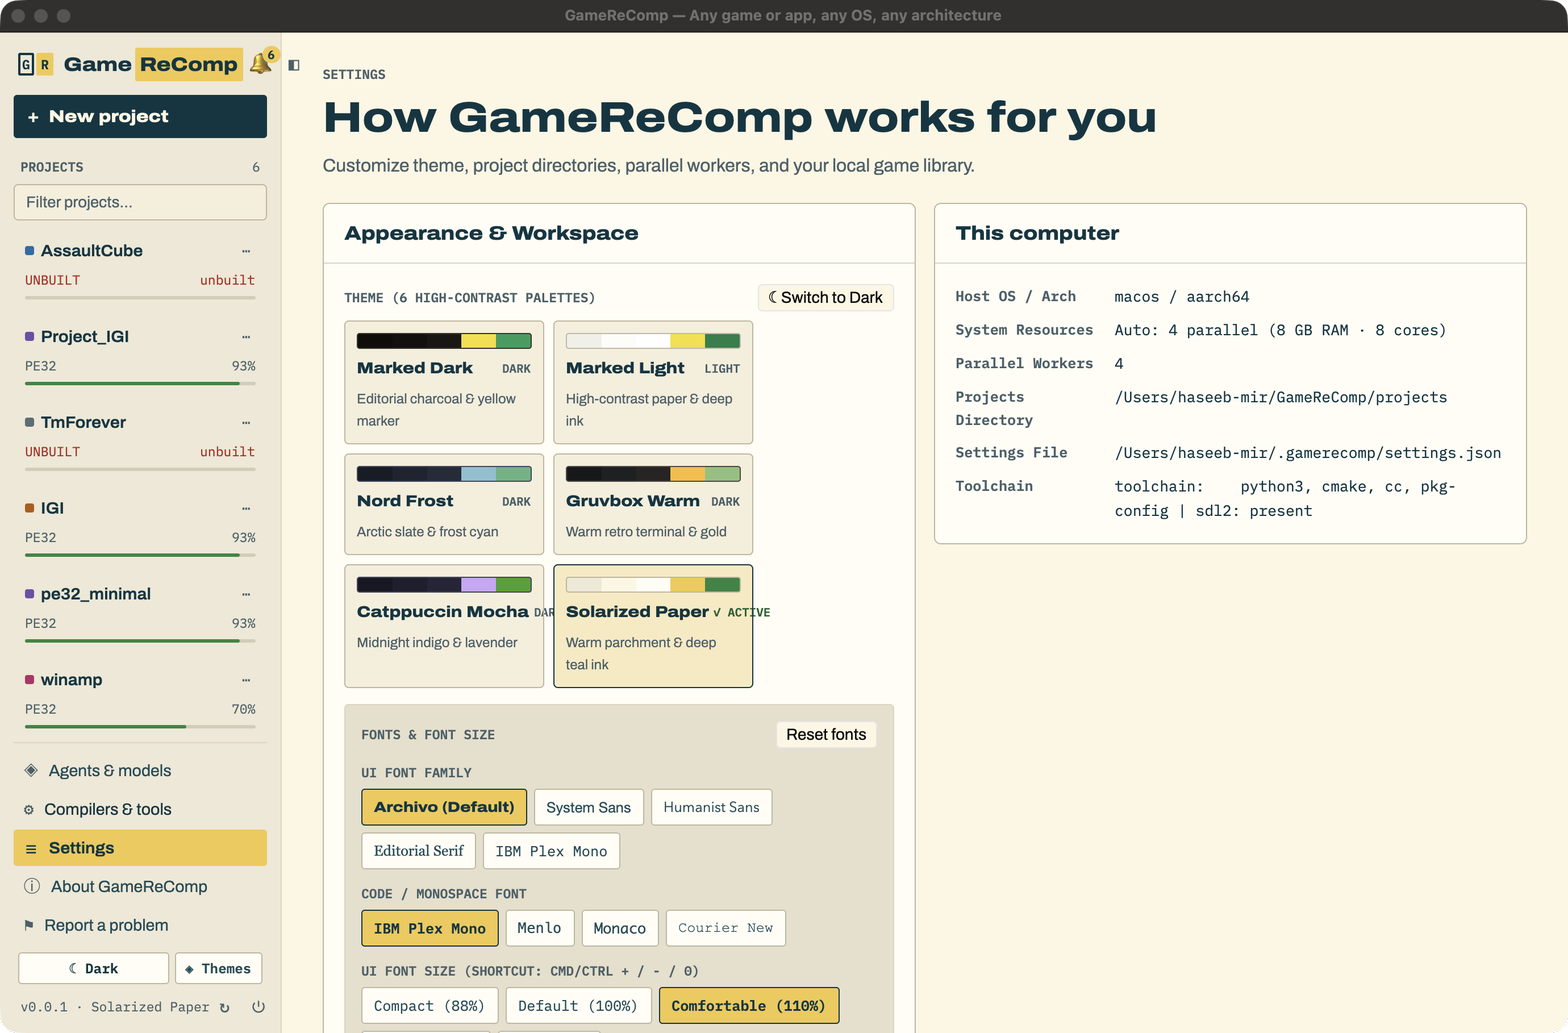 GameReComp — Any game or app, any OS, any architecture
G R Game ReComp 6
+ New project
PROJECTS 6
Filter projects...
AssaultCube
UNBUILT unbuilt
Project_IGI
PE32 93%
TmForever
UNBUILT unbuilt
IGI
PE32 93%
pe32_minimal
PE32 93%
winamp
PE32 70%
Agents & models
Compilers & tools
Settings
About GameReComp
Report a problem
Dark Themes
v0.0.1 · Solarized Paper
SETTINGS
How GameReComp works for you
Customize theme, project directories, parallel workers, and your local game library.
Appearance & Workspace
THEME (6 HIGH-CONTRAST PALETTES) Switch to Dark
Marked Dark DARK
Editorial charcoal & yellow
marker
Marked Light LIGHT
High-contrast paper & deep
ink
Nord Frost DARK
Arctic slate & frost cyan
Gruvbox Warm DARK
Warm retro terminal & gold
Catppuccin Mocha DAR
Midnight indigo & lavender
Solarized Paper ✓ ACTIVE
Warm parchment & deep
teal ink
FONTS & FONT SIZE Reset fonts
UI FONT FAMILY
Archivo (Default) System Sans Humanist Sans
Editorial Serif IBM Plex Mono
CODE / MONOSPACE FONT
IBM Plex Mono Menlo Monaco Courier New
UI FONT SIZE (SHORTCUT: CMD/CTRL + / - / 0)
Compact (88%) Default (100%) Comfortable (110%)
This computer
Host OS / Arch macos / aarch64
System Resources Auto: 4 parallel (8 GB RAM · 8 cores)
Parallel Workers 4
Projects /Users/haseeb-mir/GameReComp/projects
Directory
Settings File /Users/haseeb-mir/.gamerecomp/settings.json
Toolchain toolchain: python3, cmake, cc, pkg-
config | sdl2: present